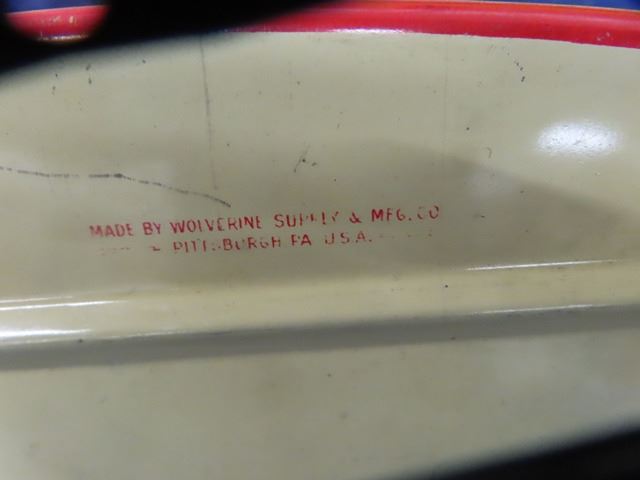 MADE BY WOLVERINE SUPPLY & MFG. CO
PITTSBURGH PA U.S.A.